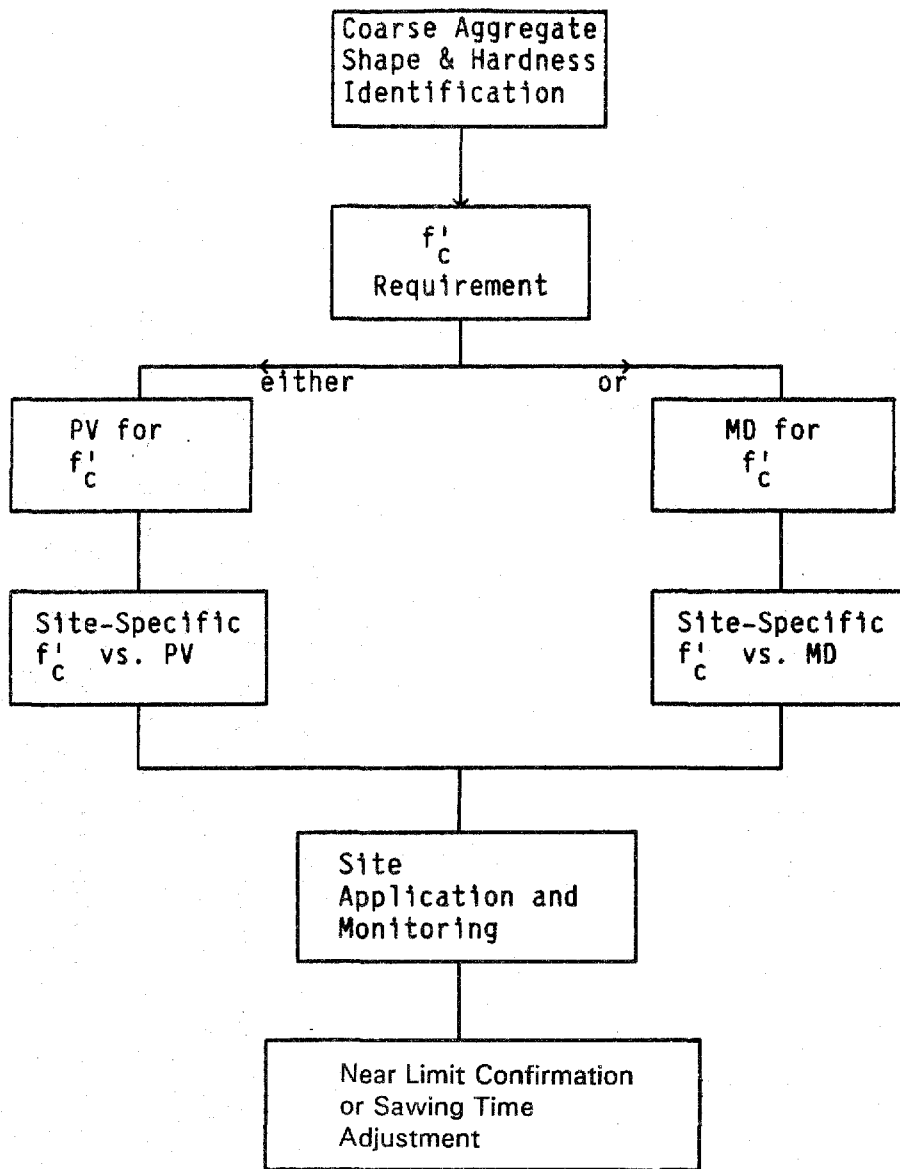 Coarse Aggregate
Shape & Hardness
Identification
f'c
Requirement
either
or
PV for
f'c
MD for
f'c
Site-Specific
f'c vs. PV
Site-Specific
f'c vs. MD
Site
Application and
Monitoring
Near Limit Confirmation
or Sawing Time
Adjustment